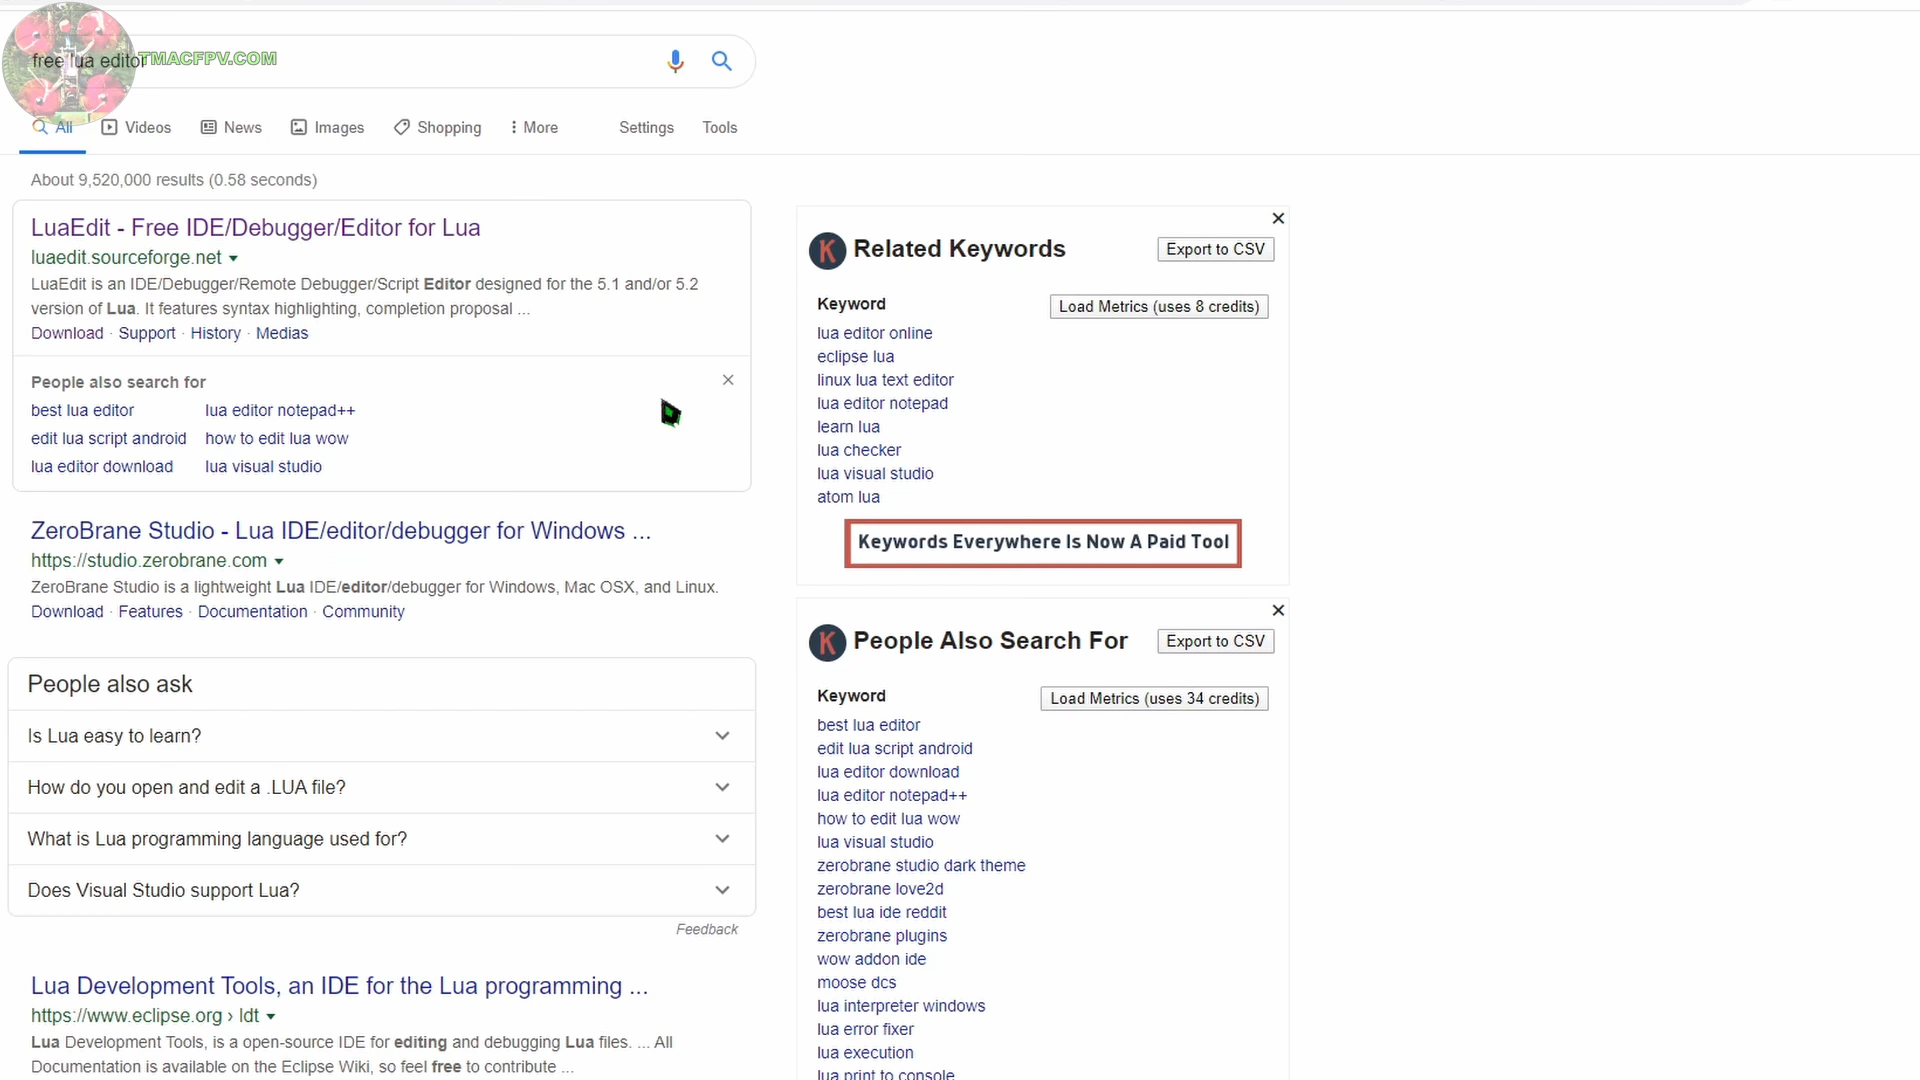 free lua editor
TMACFPV.COM
All
Videos
News
Images
Shopping
More
Settings
Tools
About 9,520,000 results (0.58 seconds)
LuaEdit - Free IDE/Debugger/Editor for Lua
luaedit.sourceforge.net
LuaEdit is an IDE/Debugger/Remote Debugger/Script Editor designed for the 5.1 and/or 5.2
version of Lua. It features syntax highlighting, completion proposal ...
Download · Support · History · Medias
People also search for
best lua editor
lua editor notepad++
edit lua script android
how to edit lua wow
lua editor download
lua visual studio
ZeroBrane Studio - Lua IDE/editor/debugger for Windows ...
https://studio.zerobrane.com
ZeroBrane Studio is a lightweight Lua IDE/editor/debugger for Windows, Mac OSX, and Linux.
Download · Features · Documentation · Community
People also ask
Is Lua easy to learn?
How do you open and edit a .LUA file?
What is Lua programming language used for?
Does Visual Studio support Lua?
Feedback
Lua Development Tools, an IDE for the Lua programming ...
https://www.eclipse.org › ldt
Lua Development Tools, is a open-source IDE for editing and debugging Lua files. ... All
Documentation is available on the Eclipse Wiki, so feel free to contribute ...
K
Related Keywords
Export to CSV
Keyword
Load Metrics (uses 8 credits)
lua editor online
eclipse lua
linux lua text editor
lua editor notepad
learn lua
lua checker
lua visual studio
atom lua
Keywords Everywhere Is Now A Paid Tool
K
People Also Search For
Export to CSV
Keyword
Load Metrics (uses 34 credits)
best lua editor
edit lua script android
lua editor download
lua editor notepad++
how to edit lua wow
lua visual studio
zerobrane studio dark theme
zerobrane love2d
best lua ide reddit
zerobrane plugins
wow addon ide
moose dcs
lua interpreter windows
lua error fixer
lua execution
lua print to console